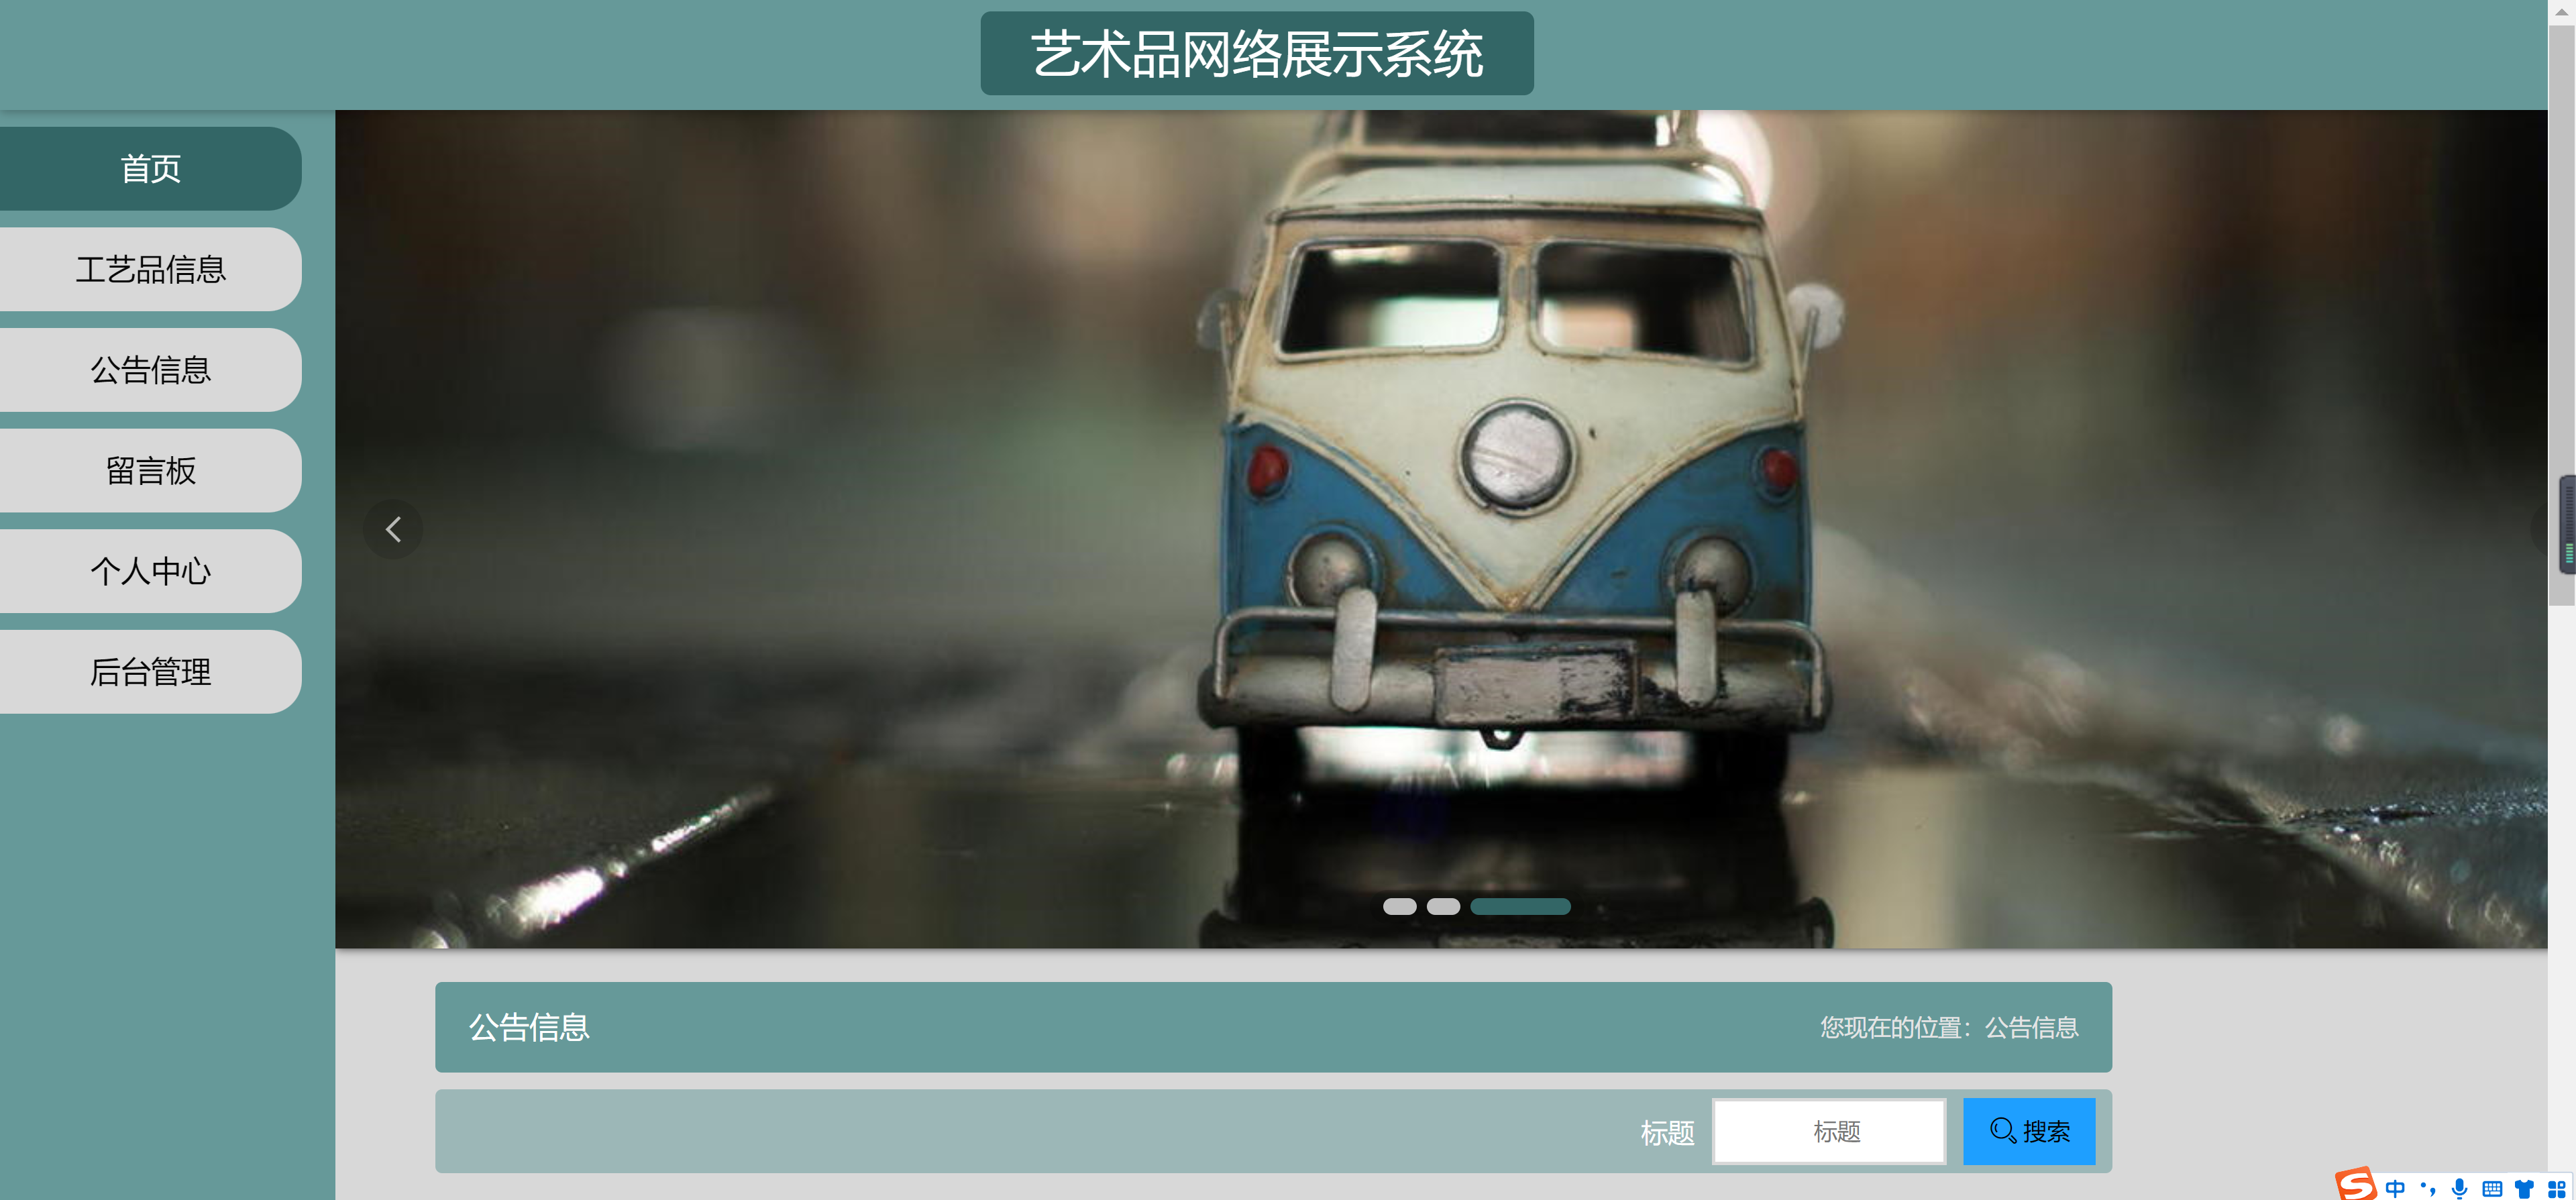 艺术品网络展示系统
首页
工艺品信息
公告信息
留言板
个人中心
后台管理
公告信息
您现在的位置：公告信息
标题
标题
搜索
中